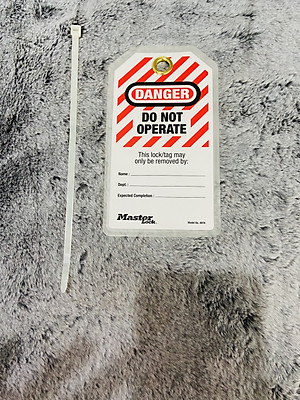 DANGER
DO NOT
OPERATE
This lock/tag may
only be removed by:
Name :
Dept. :
Expected Completion :
Master
Lock